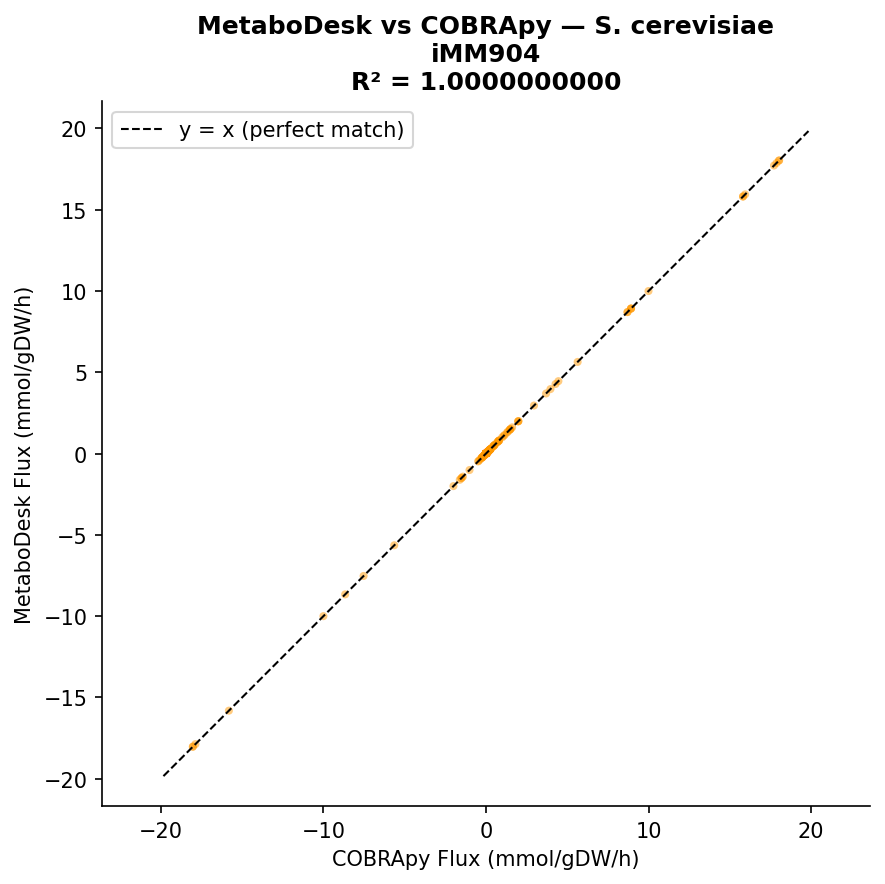 MetaboDesk vs COBRApy — S. cerevisiae
iMM904
R² = 1.0000000000
y = x (perfect match)
20
15
10
5
0
−5
−10
−15
−20
MetaboDesk Flux (mmol/gDW/h)
−20
−10
0
10
20
COBRApy Flux (mmol/gDW/h)